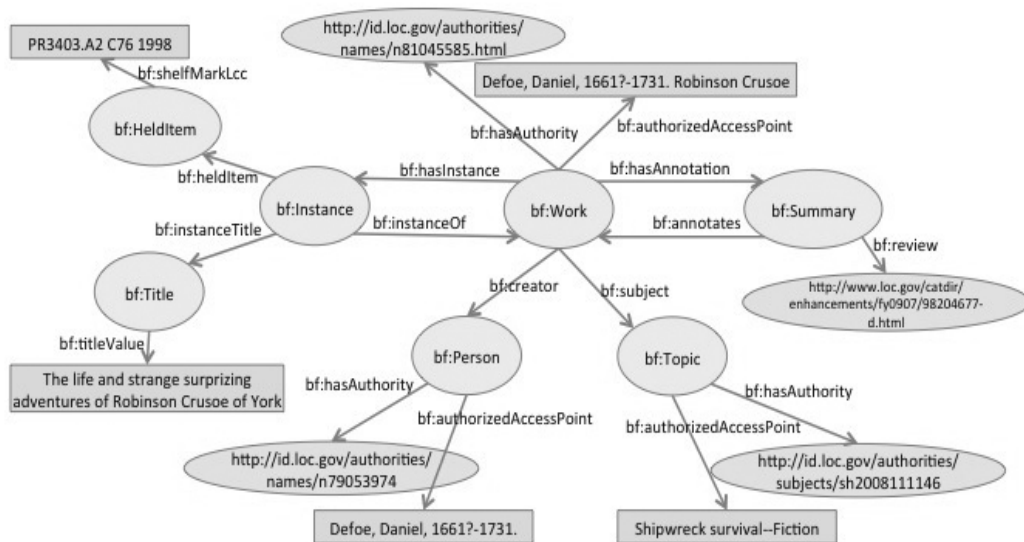 http://id.loc.gov/authorities/
names/n81045585.html
PR3403.A2 C76 1998
bf:shelfMarkLcc
Defoe, Daniel, 1661?-1731. Robinson Crusoe
bf:HeldItem
bf:hasAuthority
bf:authorizedAccessPoint
bf:heldItem
bf:hasInstance
bf:hasAnnotation
bf:Instance
bf:Work
bf:Summary
bf:instanceTitle
bf:instanceOf
bf:annotates
bf:review
bf:Title
bf:creator
bf:subject
http://www.loc.gov/catdir/
enhancements/fy0907/98204677-
d.html
bf:titleValue
bf:Person
bf:Topic
The life and strange surprizing
adventures of Robinson Crusoe of York
bf:hasAuthority
bf:hasAuthority
bf:authorizedAccessPoint
bf:authorizedAccessPoint
http://id.loc.gov/authorities/
names/n79053974
http://id.loc.gov/authorities/
subjects/sh2008111146
Defoe, Daniel, 1661?-1731.
Shipwreck survival--Fiction